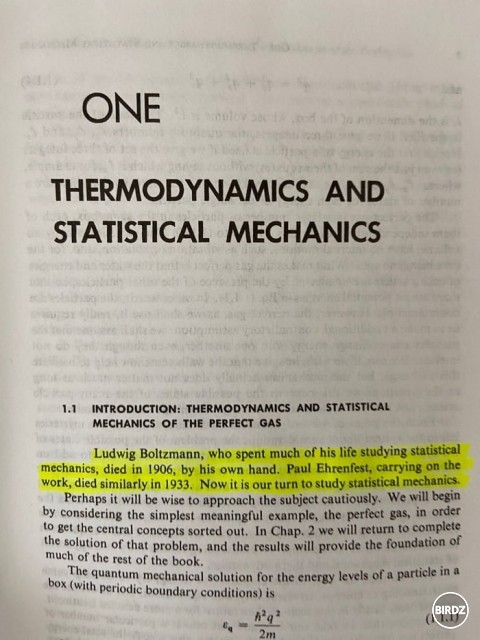 ONE
THERMODYNAMICS AND
STATISTICAL MECHANICS
1.1 INTRODUCTION: THERMODYNAMICS AND STATISTICAL
MECHANICS OF THE PERFECT GAS
Ludwig Boltzmann, who spent much of his life studying statistical
mechanics, died in 1906, by his own hand. Paul Ehrenfest, carrying on the
work, died similarly in 1933. Now it is our turn to study statistical mechanics.
Perhaps it will be wise to approach the subject cautiously. We will begin
by considering the simplest meaningful example, the perfect gas, in order
to get the central concepts sorted out. In Chap. 2 we will return to complete
the solution of that problem, and the results will provide the foundation of
much of the rest of the book.
The quantum mechanical solution for the energy levels of a particle in a
box (with periodic boundary conditions) is
ε_q = ħ²q² / 2m
BIRDZ